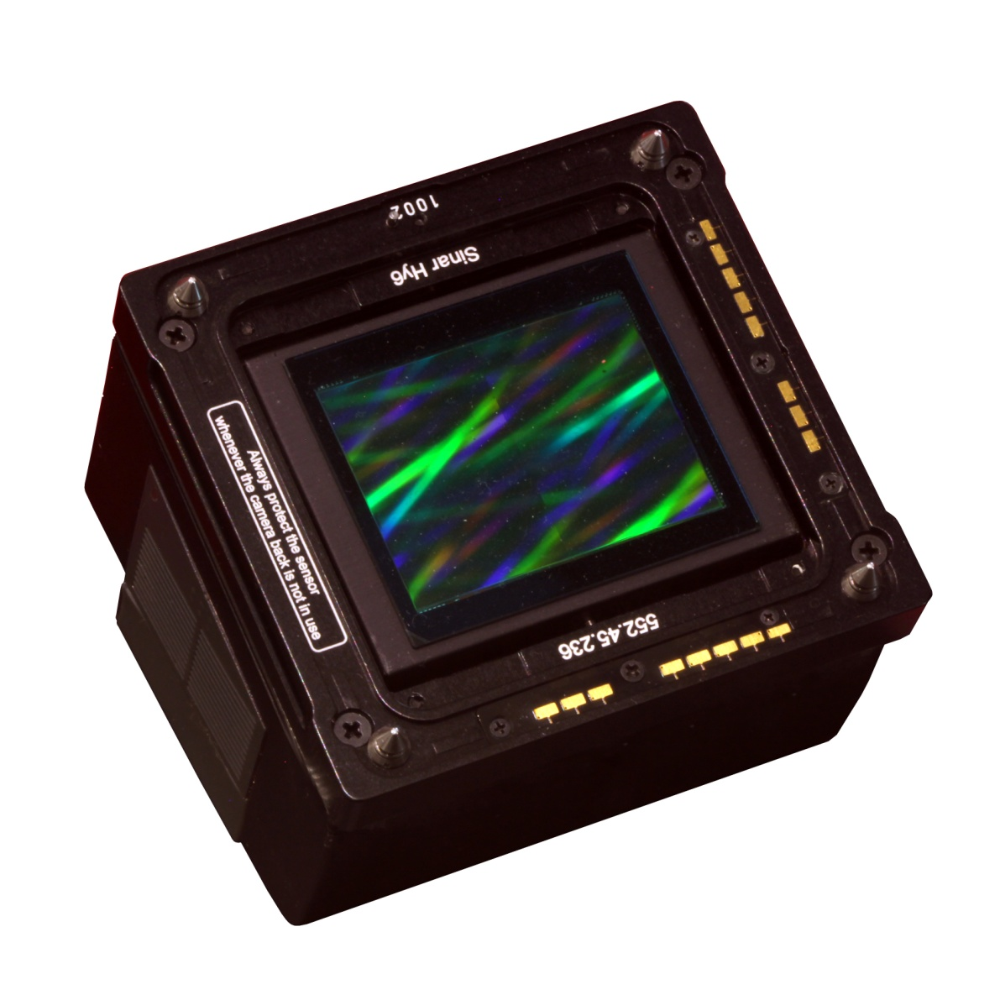 1002
Sinar Hy6
Always protect the sensor
whenever the camera back is not in use
552.45.236